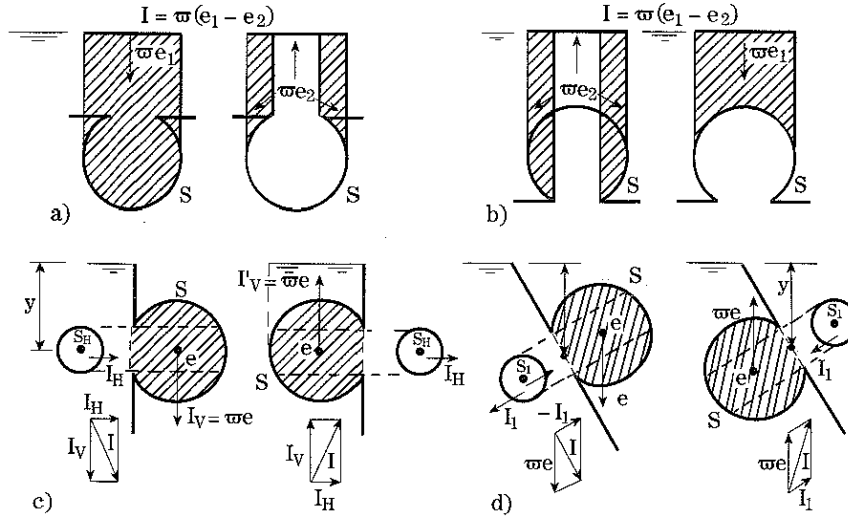 I = ϖ(e₁ – e₂)
I = ϖ(e₁ – e₂)
ϖe₁
ϖe₂
S
S
a)
ϖe₂
ϖe₁
S
S
b)
y
S_H
I_H
S
e
I_V = ϖe
I_H
I_V
I
I'_V = ϖe
e
S
S_H
I_H
I_V
I
I_H
c)
S
e
e
S₁
I₁
– I₁
ϖe
I
y
ϖe
e
S
S₁
I₁
ϖe
I
I₁
d)